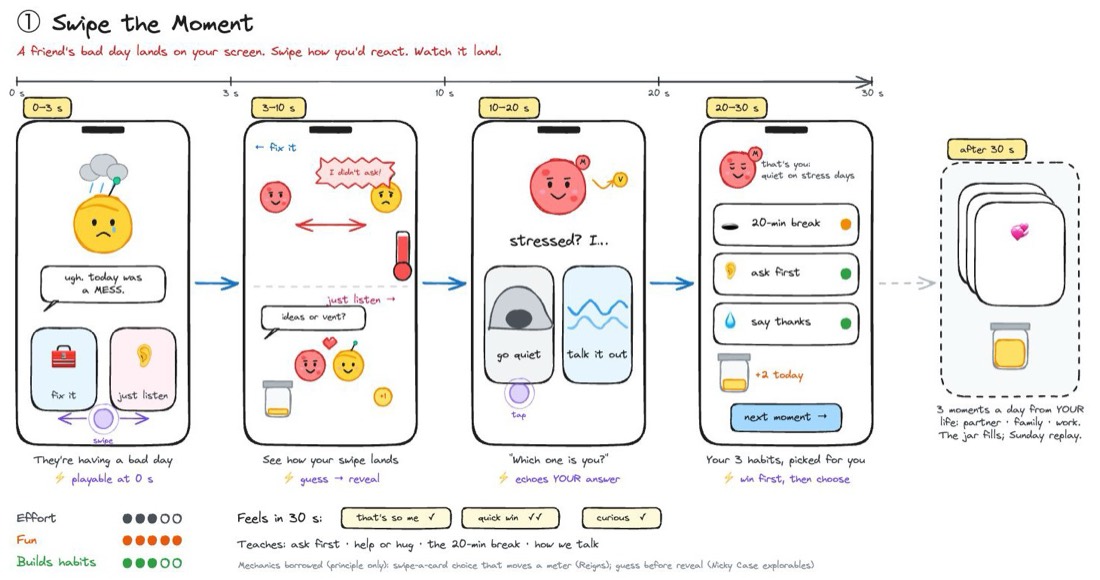 ① Swipe the Moment
A friend's bad day lands on your screen. Swipe how you'd react. Watch it land.
0 s
3 s
10 s
20 s
30 s
0–3 s
3–10 s
10–20 s
20–30 s
after 30 s
ugh. today was
a MESS.
fix it
just listen
swipe
They're having a bad day
⚡ playable at 0 s
← fix it
I didn't ask!
just listen →
ideas or vent?
+1
See how your swipe lands
⚡ guess → reveal
M
V
stressed? I...
go quiet
talk it out
tap
"Which one is you?"
⚡ echoes YOUR answer
M
that's you:
quiet on stress days
20-min break
ask first
say thanks
+2 today
next moment →
Your 3 habits, picked for you
⚡ win first, then choose
3 moments a day from YOUR
life: partner · family · work.
The jar fills; Sunday replay.
Effort
Fun
Builds habits
Feels in 30 s:
that's so me ✓
quick win ✓✓
curious ✓
Teaches: ask first · help or hug · the 20-min break · how we talk
Mechanics borrowed (principle only): swipe-a-card choice that moves a meter (Reigns); guess before reveal (Nicky Case explorables)